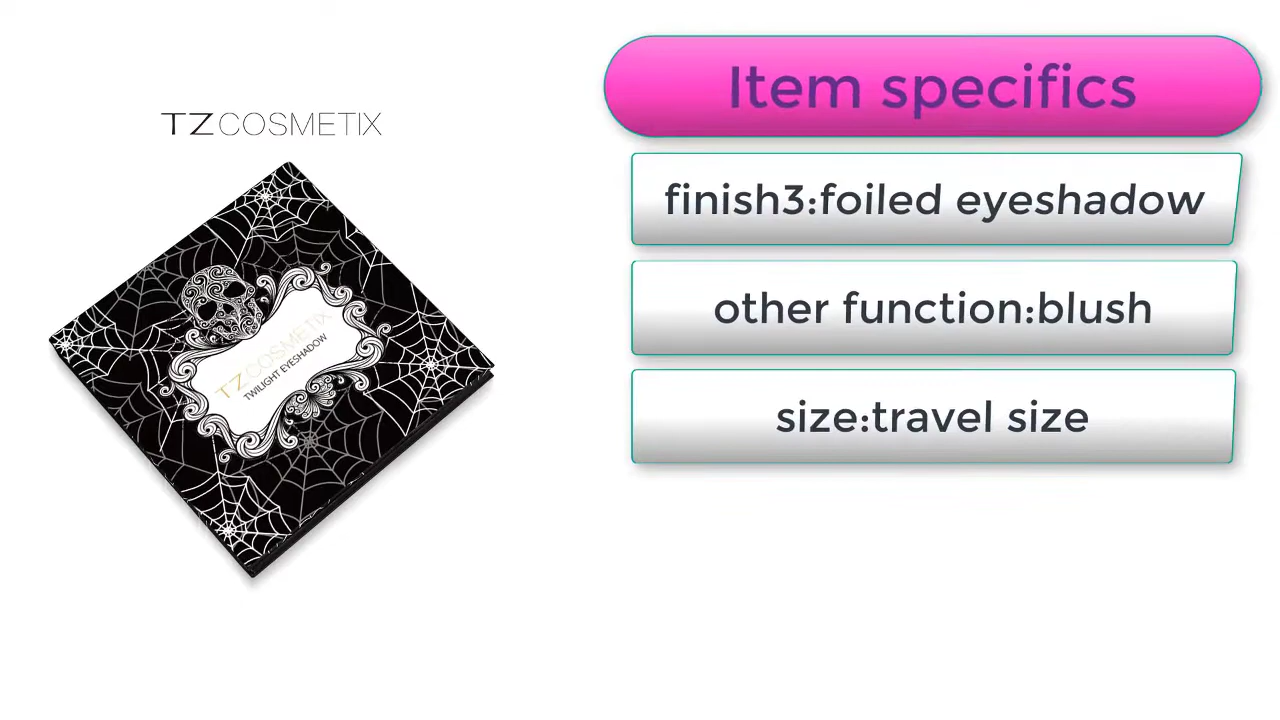 TZCOSMETIX
TZCOSMETIX
TWILIGHT EYESHADOW
Item specifics
finish3:foiled eyeshadow
other function:blush
size:travel size